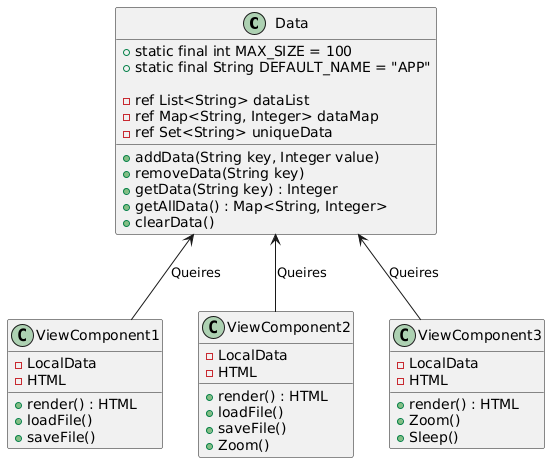 C Data
static final int MAX_SIZE = 100
static final String DEFAULT_NAME = "APP"
ref List<String> dataList
ref Map<String, Integer> dataMap
ref Set<String> uniqueData
addData(String key, Integer value)
removeData(String key)
getData(String key) : Integer
getAllData() : Map<String, Integer>
clearData()
Queires
Queires
Queires
C ViewComponent1
LocalData
HTML
render() : HTML
loadFile()
saveFile()
C ViewComponent2
LocalData
HTML
render() : HTML
loadFile()
saveFile()
Zoom()
C ViewComponent3
LocalData
HTML
render() : HTML
Zoom()
Sleep()